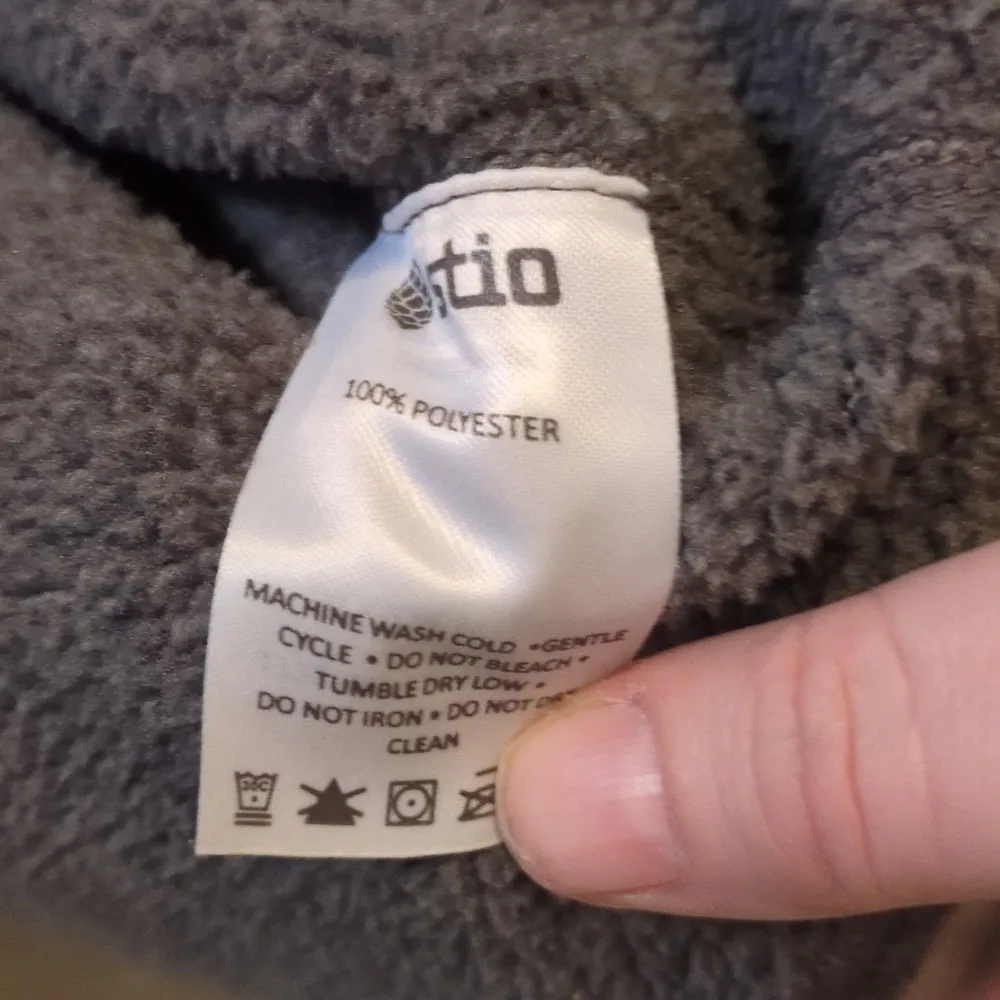 tio
100% POLYESTER
MACHINE WASH COLD •GENTLE
CYCLE • DO NOT BLEACH •
TUMBLE DRY LOW •
DO NOT IRON • DO NOT
CLEAN
30C